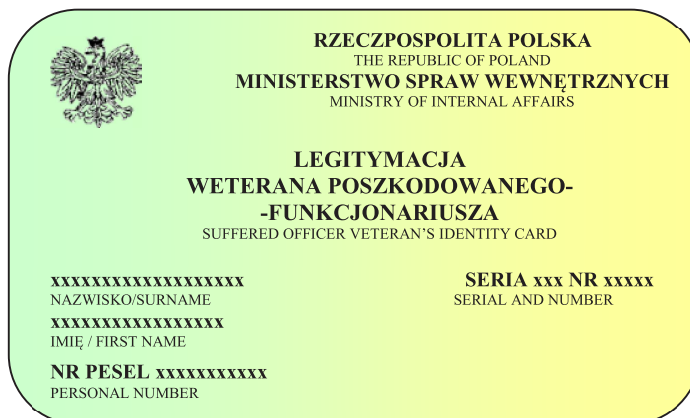 RZECZPOSPOLITA POLSKA
THE REPUBLIC OF POLAND
MINISTERSTWO SPRAW WEWNĘTRZNYCH
MINISTRY OF INTERNAL AFFAIRS
LEGITYMACJA
WETERANA POSZKODOWANEGO-
-FUNKCJONARIUSZA
SUFFERED OFFICER VETERAN’S IDENTITY CARD
xxxxxxxxxxxxxxxxxxx
NAZWISKO/SURNAME
SERIA xxx NR xxxxx
SERIAL AND NUMBER
xxxxxxxxxxxxxxxxx
IMIĘ / FIRST NAME
NR PESEL xxxxxxxxxxx
PERSONAL NUMBER